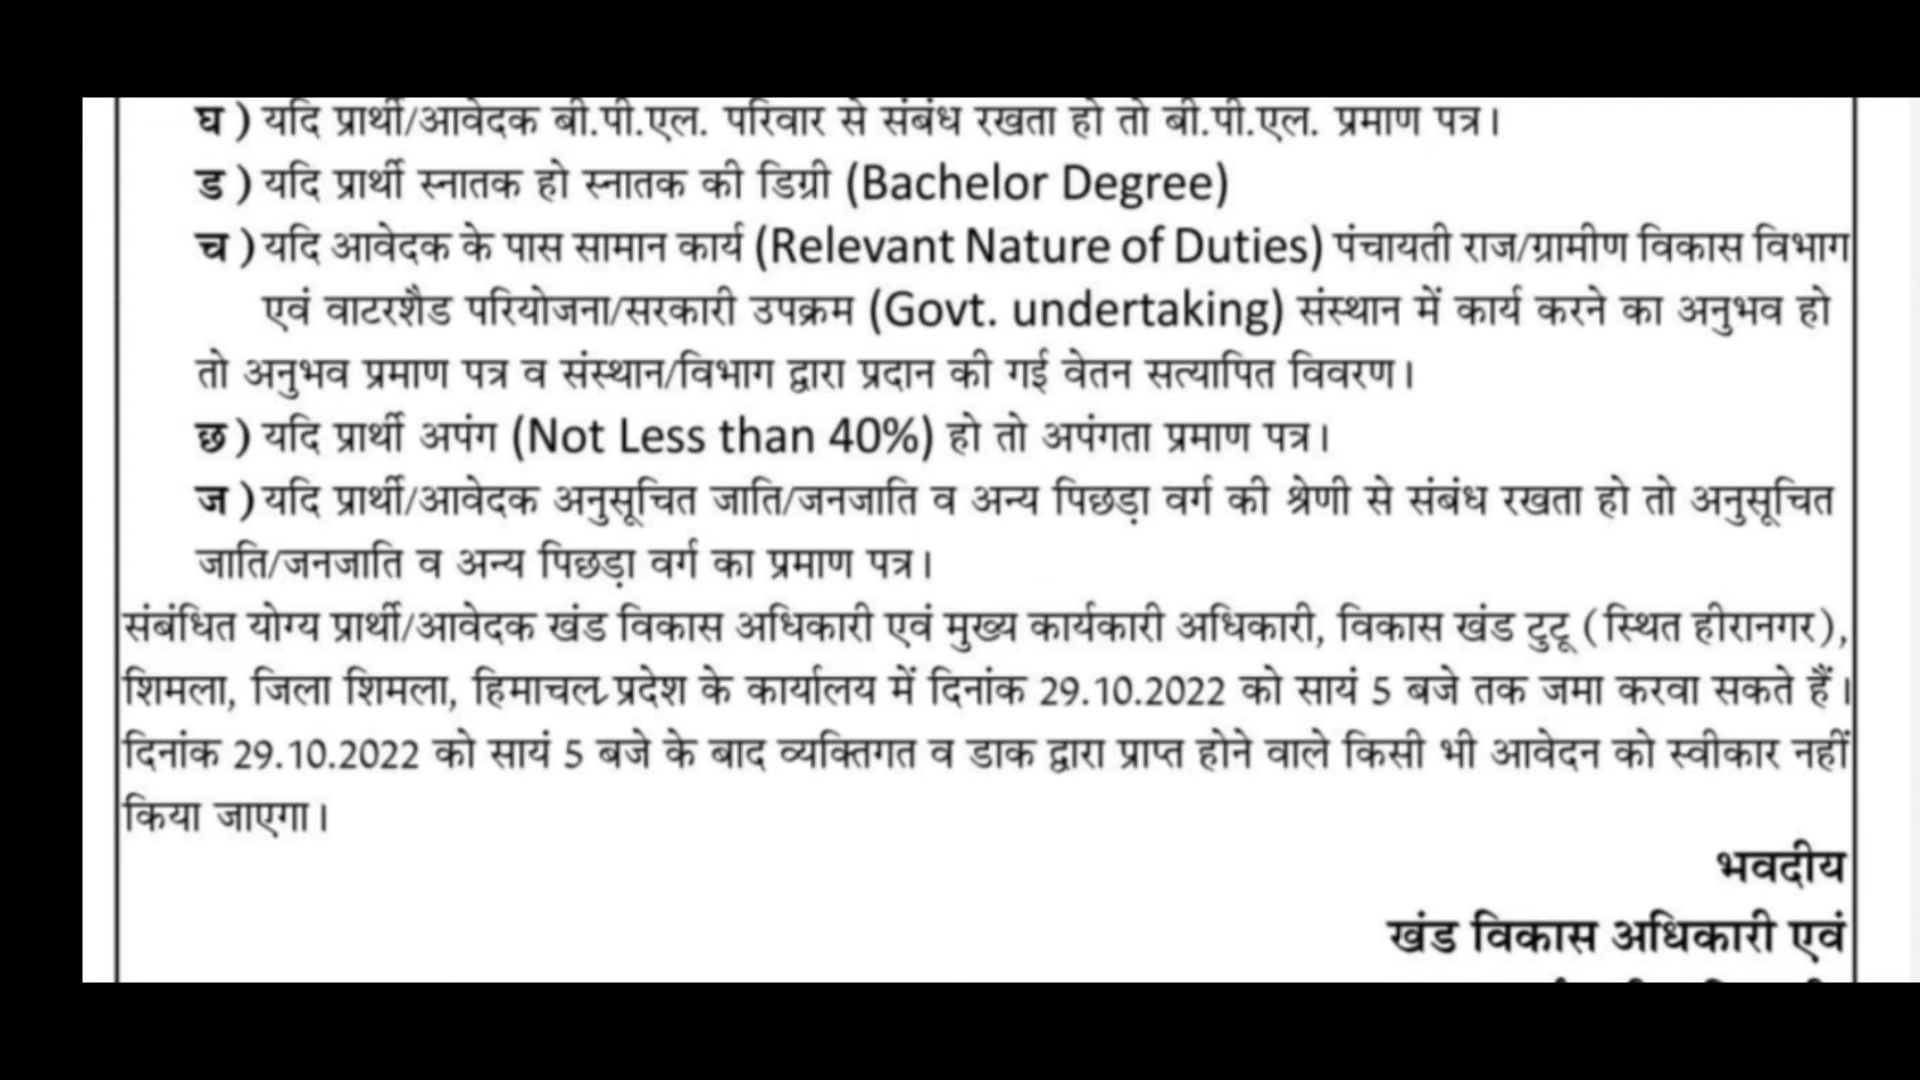 घ ) यदि प्रार्थी/आवेदक बी.पी.एल. परिवार से संबंध रखता हो तो बी.पी.एल. प्रमाण पत्र।
ड ) यदि प्रार्थी स्नातक हो स्नातक की डिग्री (Bachelor Degree)
च ) यदि आवेदक के पास सामान कार्य (Relevant Nature of Duties) पंचायती राज/ग्रामीण विकास विभाग
एवं वाटरशैड परियोजना/सरकारी उपक्रम (Govt. undertaking) संस्थान में कार्य करने का अनुभव हो
तो अनुभव प्रमाण पत्र व संस्थान/विभाग द्वारा प्रदान की गई वेतन सत्यापित विवरण।
छ ) यदि प्रार्थी अपंग (Not Less than 40%) हो तो अपंगता प्रमाण पत्र।
ज ) यदि प्रार्थी/आवेदक अनुसूचित जाति/जनजाति व अन्य पिछड़ा वर्ग की श्रेणी से संबंध रखता हो तो अनुसूचित
जाति/जनजाति व अन्य पिछड़ा वर्ग का प्रमाण पत्र।
संबंधित योग्य प्रार्थी/आवेदक खंड विकास अधिकारी एवं मुख्य कार्यकारी अधिकारी, विकास खंड टुटू (स्थित हीरानगर),
शिमला, जिला शिमला, हिमाचल प्रदेश के कार्यालय में दिनांक 29.10.2022 को सायं 5 बजे तक जमा करवा सकते हैं।
दिनांक 29.10.2022 को सायं 5 बजे के बाद व्यक्तिगत व डाक द्वारा प्राप्त होने वाले किसी भी आवेदन को स्वीकार नहीं
किया जाएगा।
भवदीय
खंड विकास अधिकारी एवं